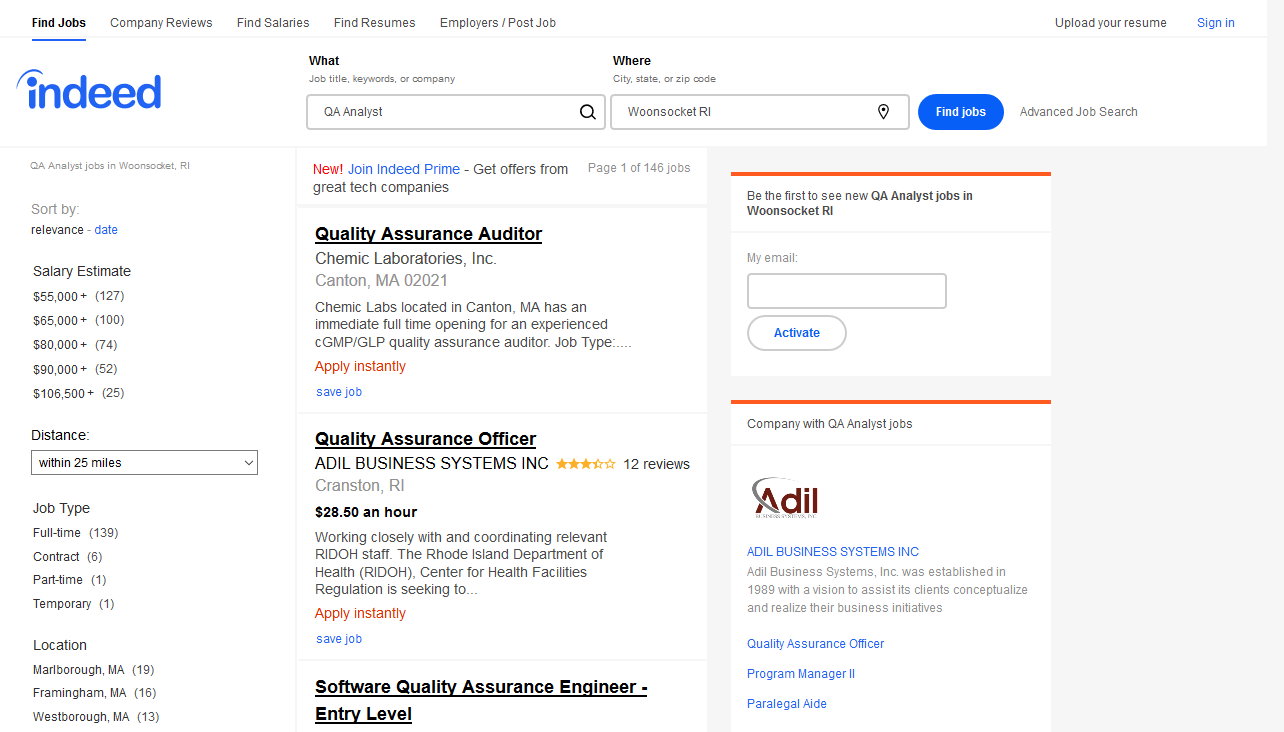 Find Jobs Company Reviews Find Salaries Find Resumes Employers / Post Job Upload your resume Sign in
indeed
What
Job title, keywords, or company
QA Analyst
Where
City, state, or zip code
Woonsocket RI
Find jobs
Advanced Job Search
QA Analyst jobs in Woonsocket, RI
Sort by:
relevance - date
Salary Estimate
$55,000 + (127)
$65,000 + (100)
$80,000 + (74)
$90,000 + (52)
$106,500 + (25)
Distance:
within 25 miles
Job Type
Full-time (139)
Contract (6)
Part-time (1)
Temporary (1)
Location
Marlborough, MA (19)
Framingham, MA (16)
Westborough, MA (13)
New! Join Indeed Prime - Get offers from
great tech companies
Page 1 of 146 jobs
Quality Assurance Auditor
Chemic Laboratories, Inc.
Canton, MA 02021
Chemic Labs located in Canton, MA has an
immediate full time opening for an experienced
cGMP/GLP quality assurance auditor. Job Type:....
Apply instantly
save job
Quality Assurance Officer
ADIL BUSINESS SYSTEMS INC 12 reviews
Cranston, RI
$28.50 an hour
Working closely with and coordinating relevant
RIDOH staff. The Rhode Island Department of
Health (RIDOH), Center for Health Facilities
Regulation is seeking to...
Apply instantly
save job
Software Quality Assurance Engineer -
Entry Level
Be the first to see new QA Analyst jobs in
Woonsocket RI
My email:
Activate
Company with QA Analyst jobs
Adil
BUSINESS SYSTEMS, INC.
ADIL BUSINESS SYSTEMS INC
Adil Business Systems, Inc. was established in
1989 with a vision to assist its clients conceptualize
and realize their business initiatives
Quality Assurance Officer
Program Manager II
Paralegal Aide